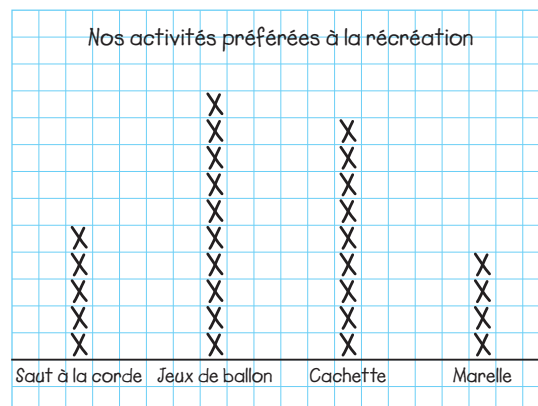 Nos activités préférées à la récréation
X
X X
X X
X X
X X
X X X
X X X X
X X X X
X X X X
X X X X
Saut à la corde Jeux de ballon Cachette Marelle